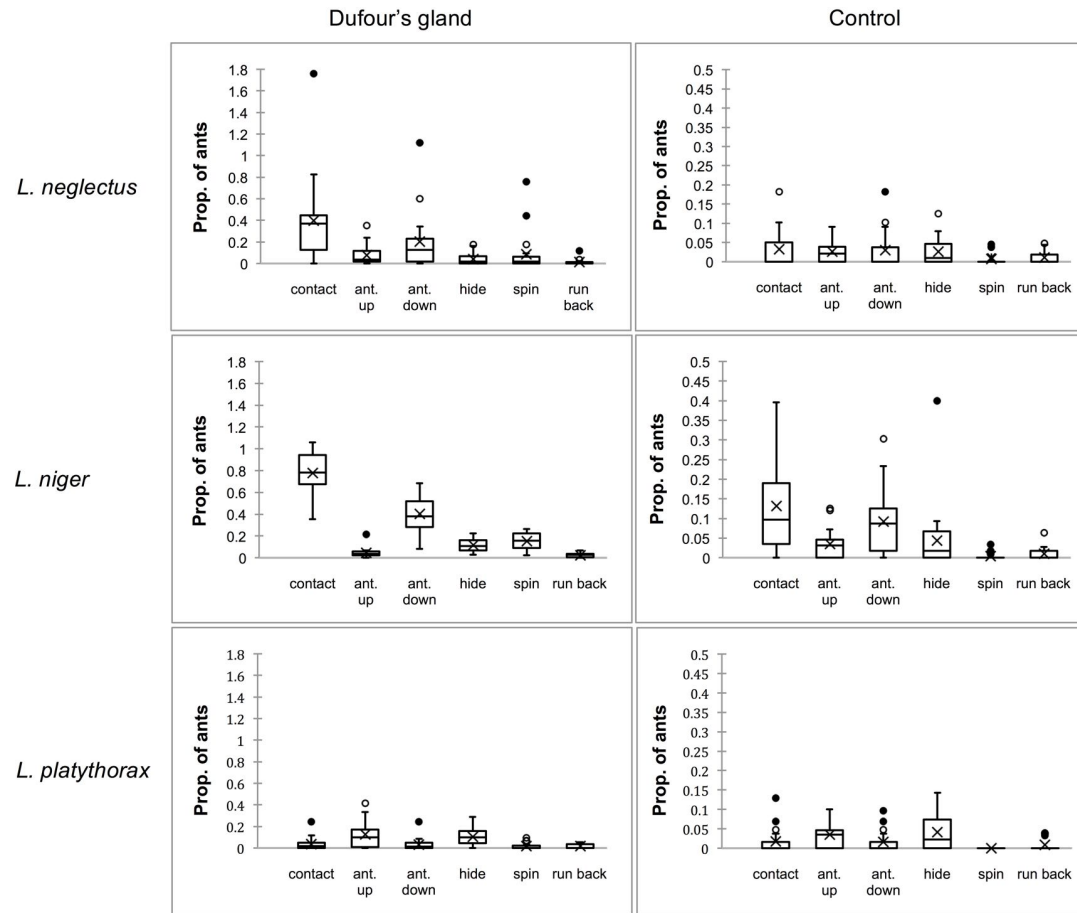 Dufour's gland
Control
L. neglectus
Prop. of ants
1.8
1.6
1.4
1.2
1
0.8
0.6
0.4
0.2
0
contact
ant. up
ant. down
hide
spin
run back
Prop. of ants
0.5
0.45
0.4
0.35
0.3
0.25
0.2
0.15
0.1
0.05
0
contact
ant. up
ant. down
hide
spin
run back
L. niger
Prop. of ants
1.8
1.6
1.4
1.2
1
0.8
0.6
0.4
0.2
0
contact
ant. up
ant. down
hide
spin
run back
Prop. of ants
0.5
0.45
0.4
0.35
0.3
0.25
0.2
0.15
0.1
0.05
0
contact
ant. up
ant. down
hide
spin
run back
L. platythorax
Prop. of ants
1.8
1.6
1.4
1.2
1
0.8
0.6
0.4
0.2
0
contact
ant. up
ant. down
hide
spin
run back
Prop. of ants
0.5
0.45
0.4
0.35
0.3
0.25
0.2
0.15
0.1
0.05
0
contact
ant. up
ant. down
hide
spin
run back